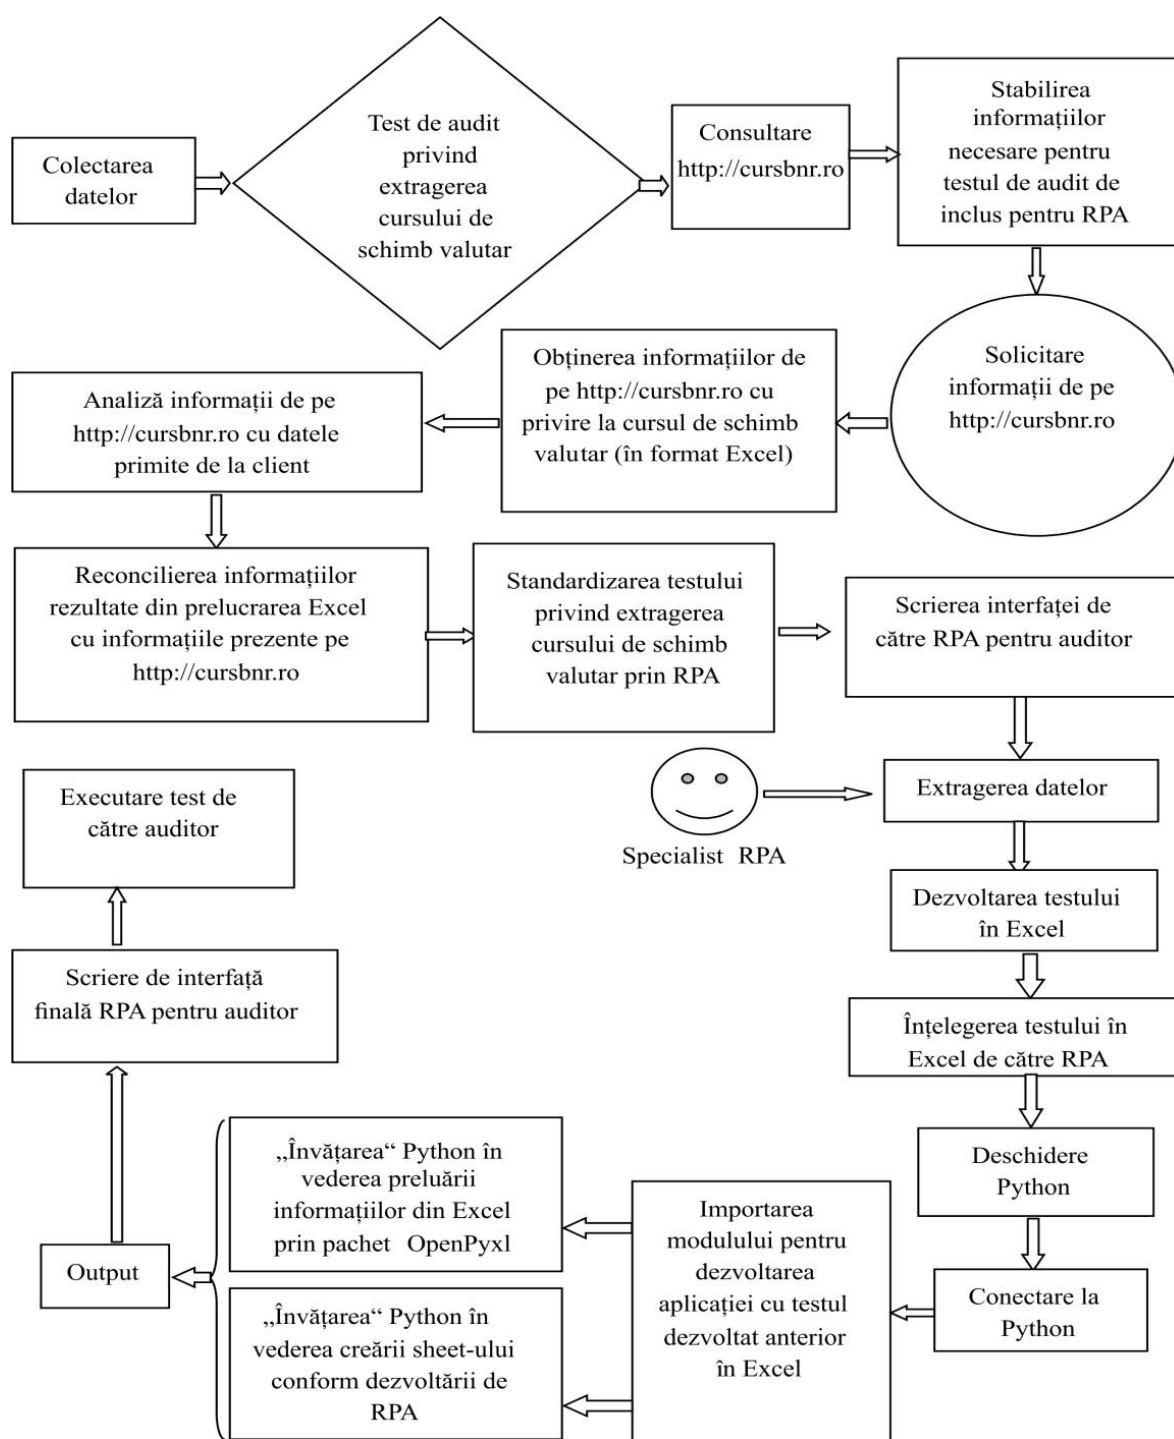 Colectarea
datelor
Test de audit
privind
extragerea
cursului de
schimb valutar
Consultare
http://cursbnr.ro
Stabilirea
informațiilor
necesare pentru
testul de audit de
inclus pentru RPA
Solicitare
informații de pe
http://cursbnr.ro
Obținerea informațiilor de
pe http://cursbnr.ro cu
privire la cursul de schimb
valutar (în format Excel)
Analiză informații de pe
http://cursbnr.ro cu datele
primite de la client
Reconcilierea informațiilor
rezultate din prelucrarea Excel
cu informațiile prezente pe
http://cursbnr.ro
Standardizarea testului
privind extragerea
cursului de schimb
valutar prin RPA
Scrierea interfaței de
către RPA pentru auditor
Specialist RPA
Extragerea datelor
Dezvoltarea testului
în Excel
Înțelegerea testului în
Excel de către RPA
Deschidere
Python
Conectare la
Python
Importarea
modulului pentru
dezvoltarea
aplicației cu testul
dezvoltat anterior
în Excel
„Învățarea“ Python în
vederea preluării
informațiilor din Excel
prin pachet OpenPyxl
„Învățarea“ Python în
vederea creării sheet-ului
conform dezvoltării de
RPA
Output
Scriere de interfață
finală RPA pentru auditor
Executare test de
către auditor